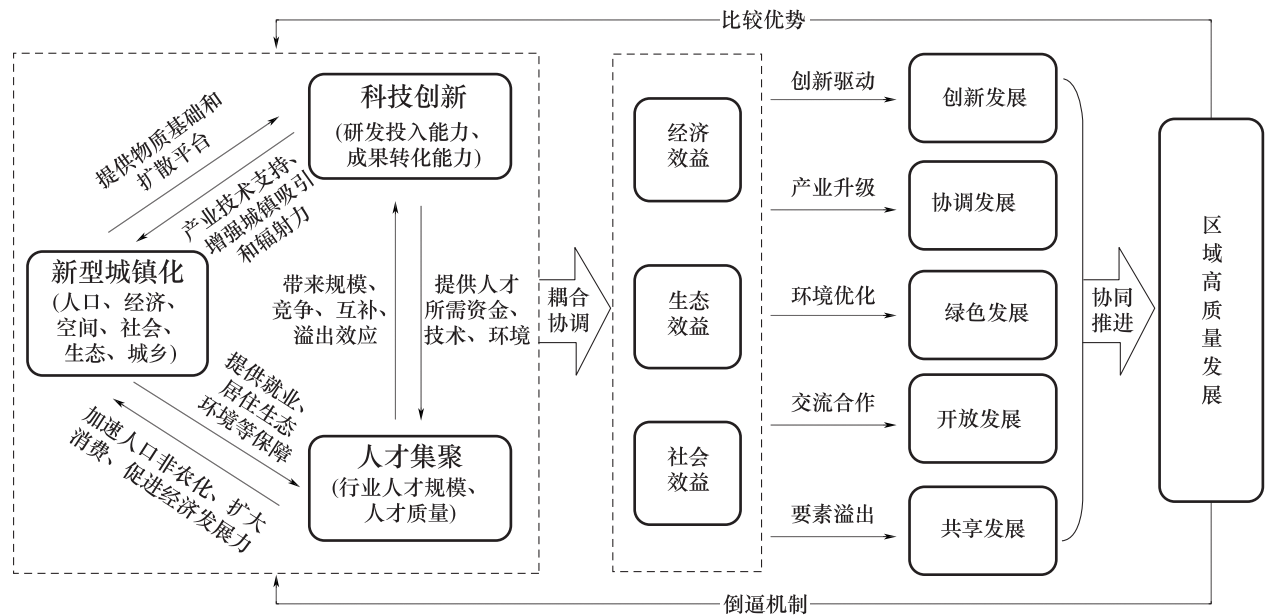 比较优势
科技创新
(研发投入能力、
成果转化能力)
提供物质基础和
扩散平台
产业技术支持、
增强城镇吸引
和辐射力
新型城镇化
(人口、经济、
空间、社会、
生态、城乡)
带来规模、
竞争、互补、
溢出效应
提供人才
所需资金、
技术、环境
提供就业、
居住生态
环境等保障
加速人口非农化、扩大
消费、促进经济发展力
人才集聚
(行业人才规模、
人才质量)
耦合
协调
经济
效益
生态
效益
社会
效益
创新驱动
产业升级
环境优化
交流合作
要素溢出
创新发展
协调发展
绿色发展
开放发展
共享发展
协同
推进
区域高质量发展
倒逼机制